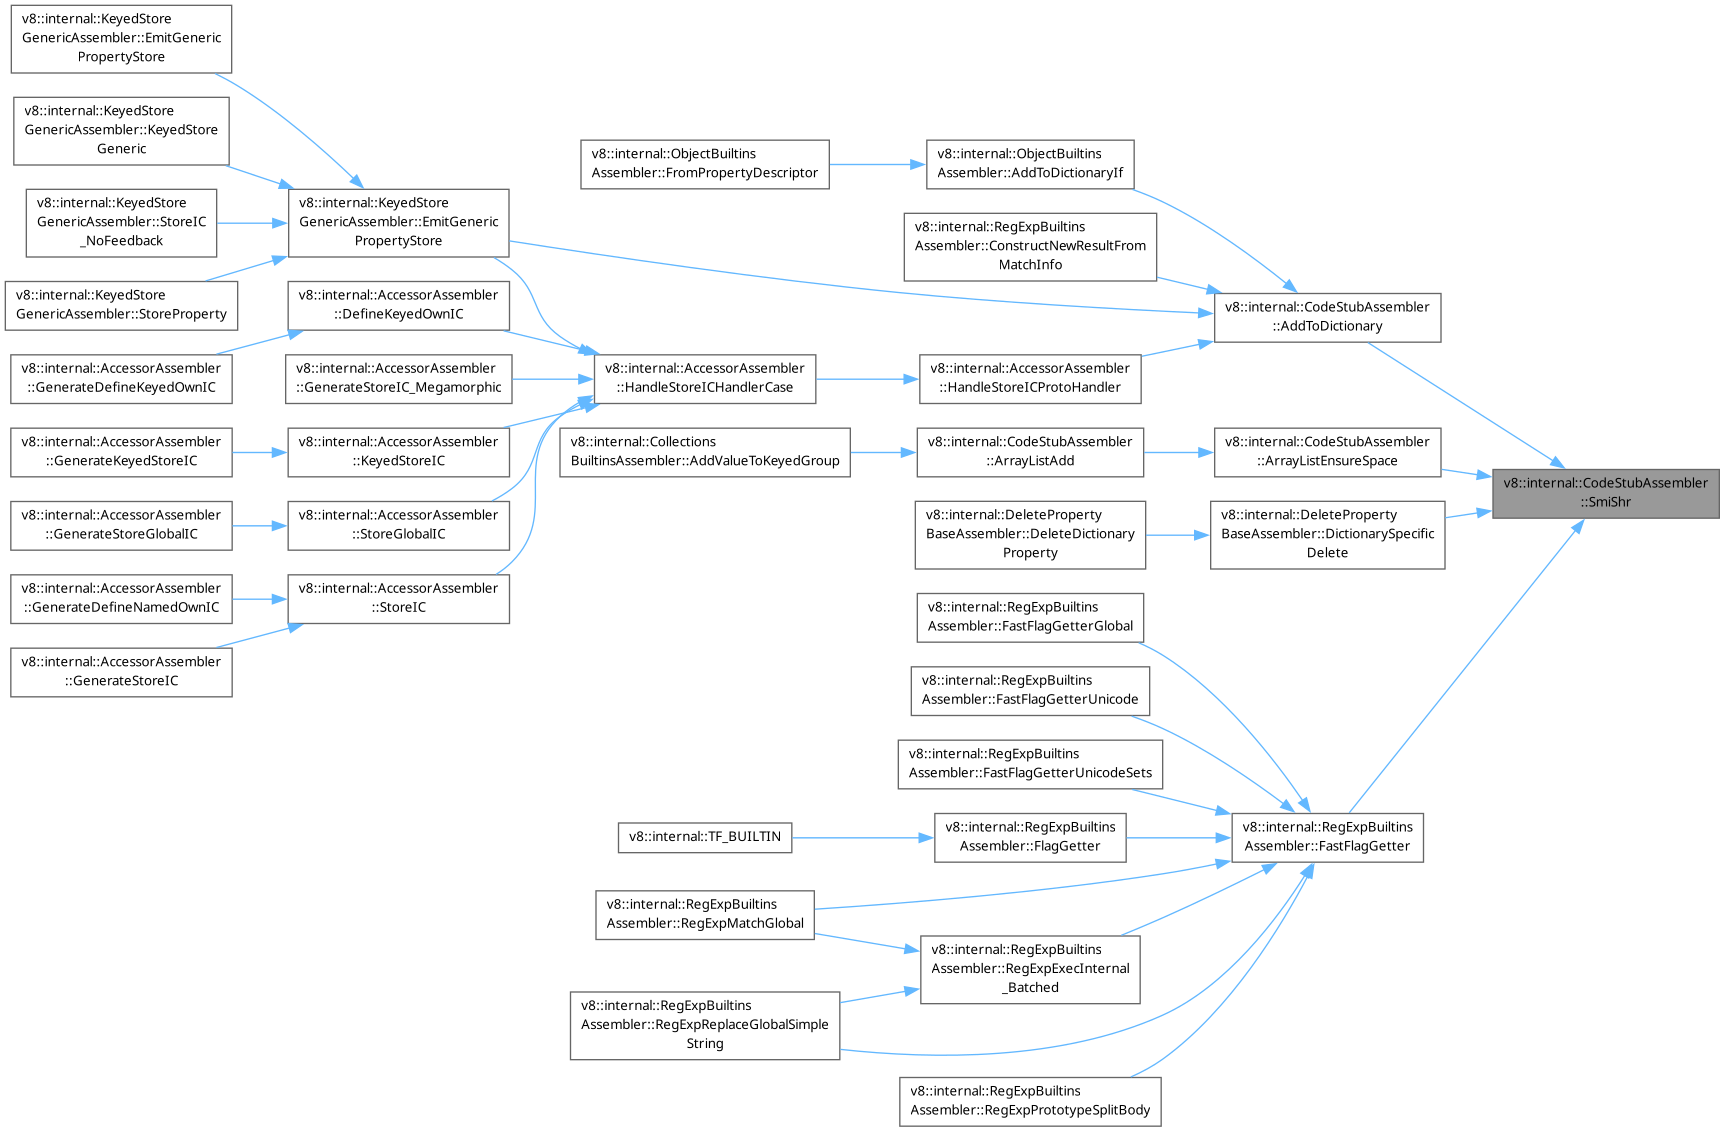 v8::internal::KeyedStore
GenericAssembler::EmitGeneric
PropertyStore
v8::internal::KeyedStore
GenericAssembler::KeyedStore
Generic
v8::internal::KeyedStore
GenericAssembler::StoreIC
_NoFeedback
v8::internal::KeyedStore
GenericAssembler::StoreProperty
v8::internal::AccessorAssembler
::GenerateDefineKeyedOwnIC
v8::internal::AccessorAssembler
::GenerateKeyedStoreIC
v8::internal::AccessorAssembler
::GenerateStoreGlobalIC
v8::internal::AccessorAssembler
::GenerateDefineNamedOwnIC
v8::internal::AccessorAssembler
::GenerateStoreIC
v8::internal::KeyedStore
GenericAssembler::EmitGeneric
PropertyStore
v8::internal::AccessorAssembler
::DefineKeyedOwnIC
v8::internal::AccessorAssembler
::GenerateStoreIC_Megamorphic
v8::internal::AccessorAssembler
::KeyedStoreIC
v8::internal::AccessorAssembler
::StoreGlobalIC
v8::internal::AccessorAssembler
::StoreIC
v8::internal::ObjectBuiltins
Assembler::FromPropertyDescriptor
v8::internal::AccessorAssembler
::HandleStoreICHandlerCase
v8::internal::Collections
BuiltinsAssembler::AddValueToKeyedGroup
v8::internal::TF_BUILTIN
v8::internal::RegExpBuiltins
Assembler::RegExpMatchGlobal
v8::internal::RegExpBuiltins
Assembler::RegExpReplaceGlobalSimple
String
v8::internal::ObjectBuiltins
Assembler::AddToDictionaryIf
v8::internal::RegExpBuiltins
Assembler::ConstructNewResultFrom
MatchInfo
v8::internal::AccessorAssembler
::HandleStoreICProtoHandler
v8::internal::CodeStubAssembler
::ArrayListAdd
v8::internal::DeleteProperty
BaseAssembler::DeleteDictionary
Property
v8::internal::RegExpBuiltins
Assembler::FastFlagGetterGlobal
v8::internal::RegExpBuiltins
Assembler::FastFlagGetterUnicode
v8::internal::RegExpBuiltins
Assembler::FastFlagGetterUnicodeSets
v8::internal::RegExpBuiltins
Assembler::FlagGetter
v8::internal::RegExpBuiltins
Assembler::RegExpExecInternal
_Batched
v8::internal::RegExpBuiltins
Assembler::RegExpPrototypeSplitBody
v8::internal::CodeStubAssembler
::AddToDictionary
v8::internal::CodeStubAssembler
::ArrayListEnsureSpace
v8::internal::DeleteProperty
BaseAssembler::DictionarySpecific
Delete
v8::internal::RegExpBuiltins
Assembler::FastFlagGetter
v8::internal::CodeStubAssembler
::SmiShr